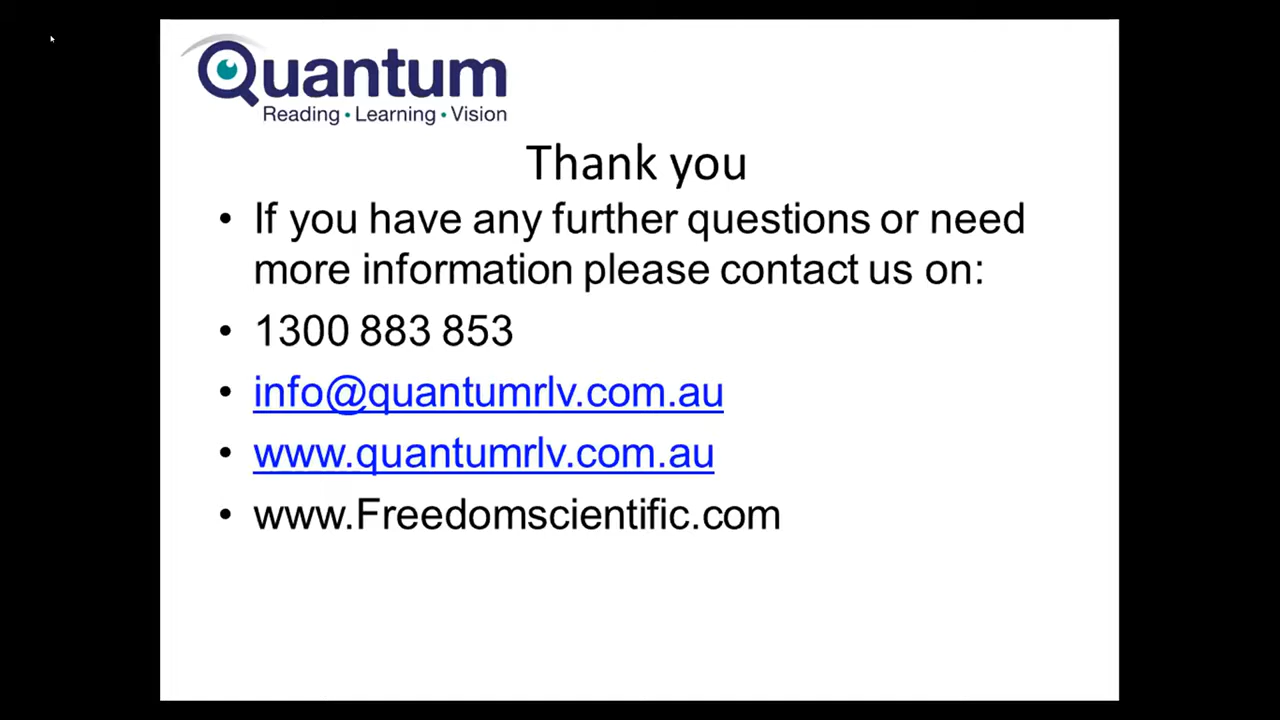 Quantum
Reading • Learning • Vision
Thank you
• If you have any further questions or need
more information please contact us on:
• 1300 883 853
• info@quantumrlv.com.au
• www.quantumrlv.com.au
• www.Freedomscientific.com